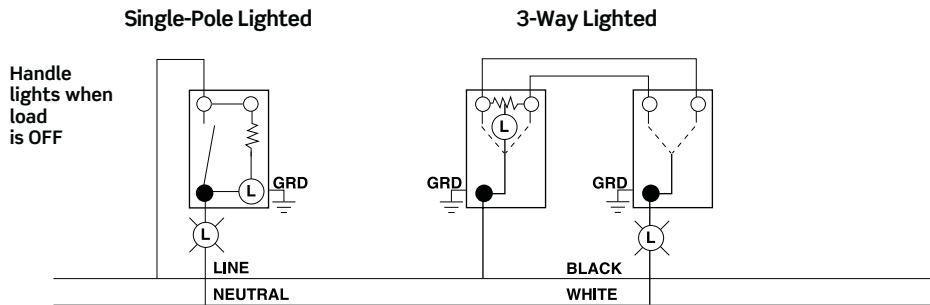 Single-Pole Lighted
3-Way Lighted
Handle
lights when
load
is OFF
L
L
GRD
L
GRD
GRD
L
LINE
BLACK
NEUTRAL
WHITE